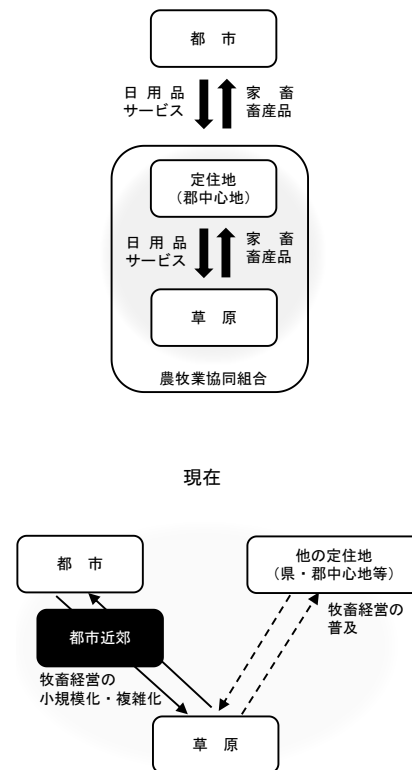 都　市
日 用 品
サービス
家　畜
畜産品
定住地
（郡中心地）
日 用 品
サービス
家　畜
畜産品
草　原
農牧業協同組合
現在
都　市
他の定住地
（県・郡中心地等）
都市近郊
牧畜経営の
普及
牧畜経営の
小規模化・複雑化
草　原